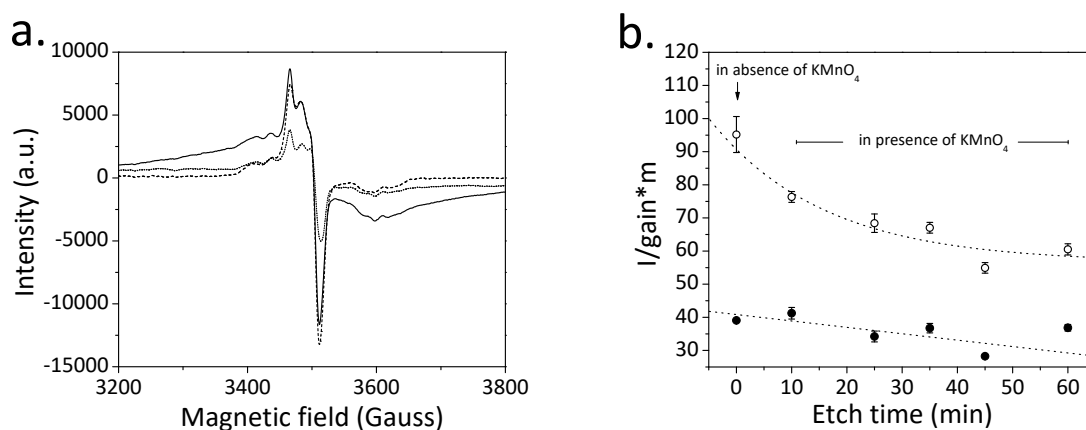 a.
10000
5000
0
-5000
-10000
-15000
Intensity (a.u.)
3200 3400 3600 3800
Magnetic field (Gauss)
b.
120
110
100
90
80
70
60
50
40
30
I/gain*m
in absence of KMnO₄
in presence of KMnO₄
0 10 20 30 40 50 60
Etch time (min)